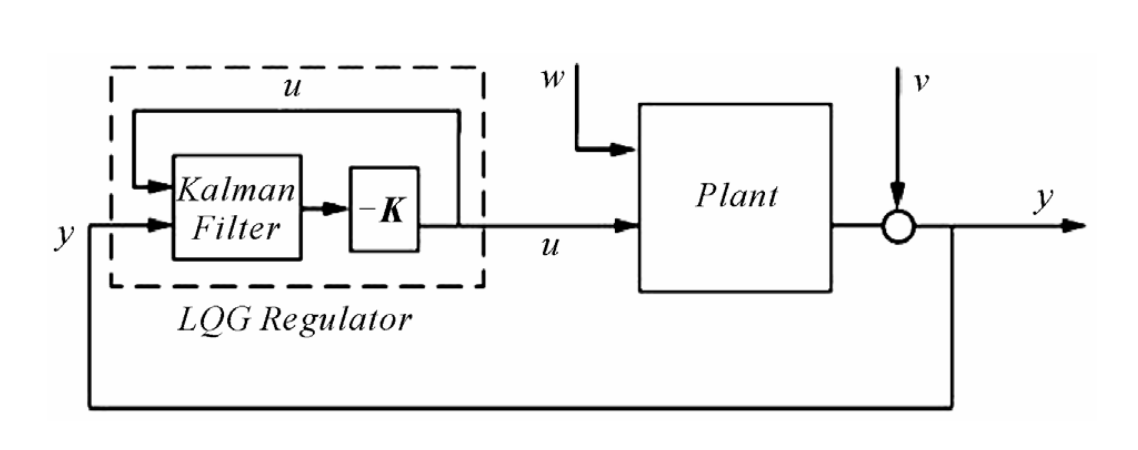 u
w
v
Kalman
Filter
−K
Plant
y
y
u
LQG Regulator